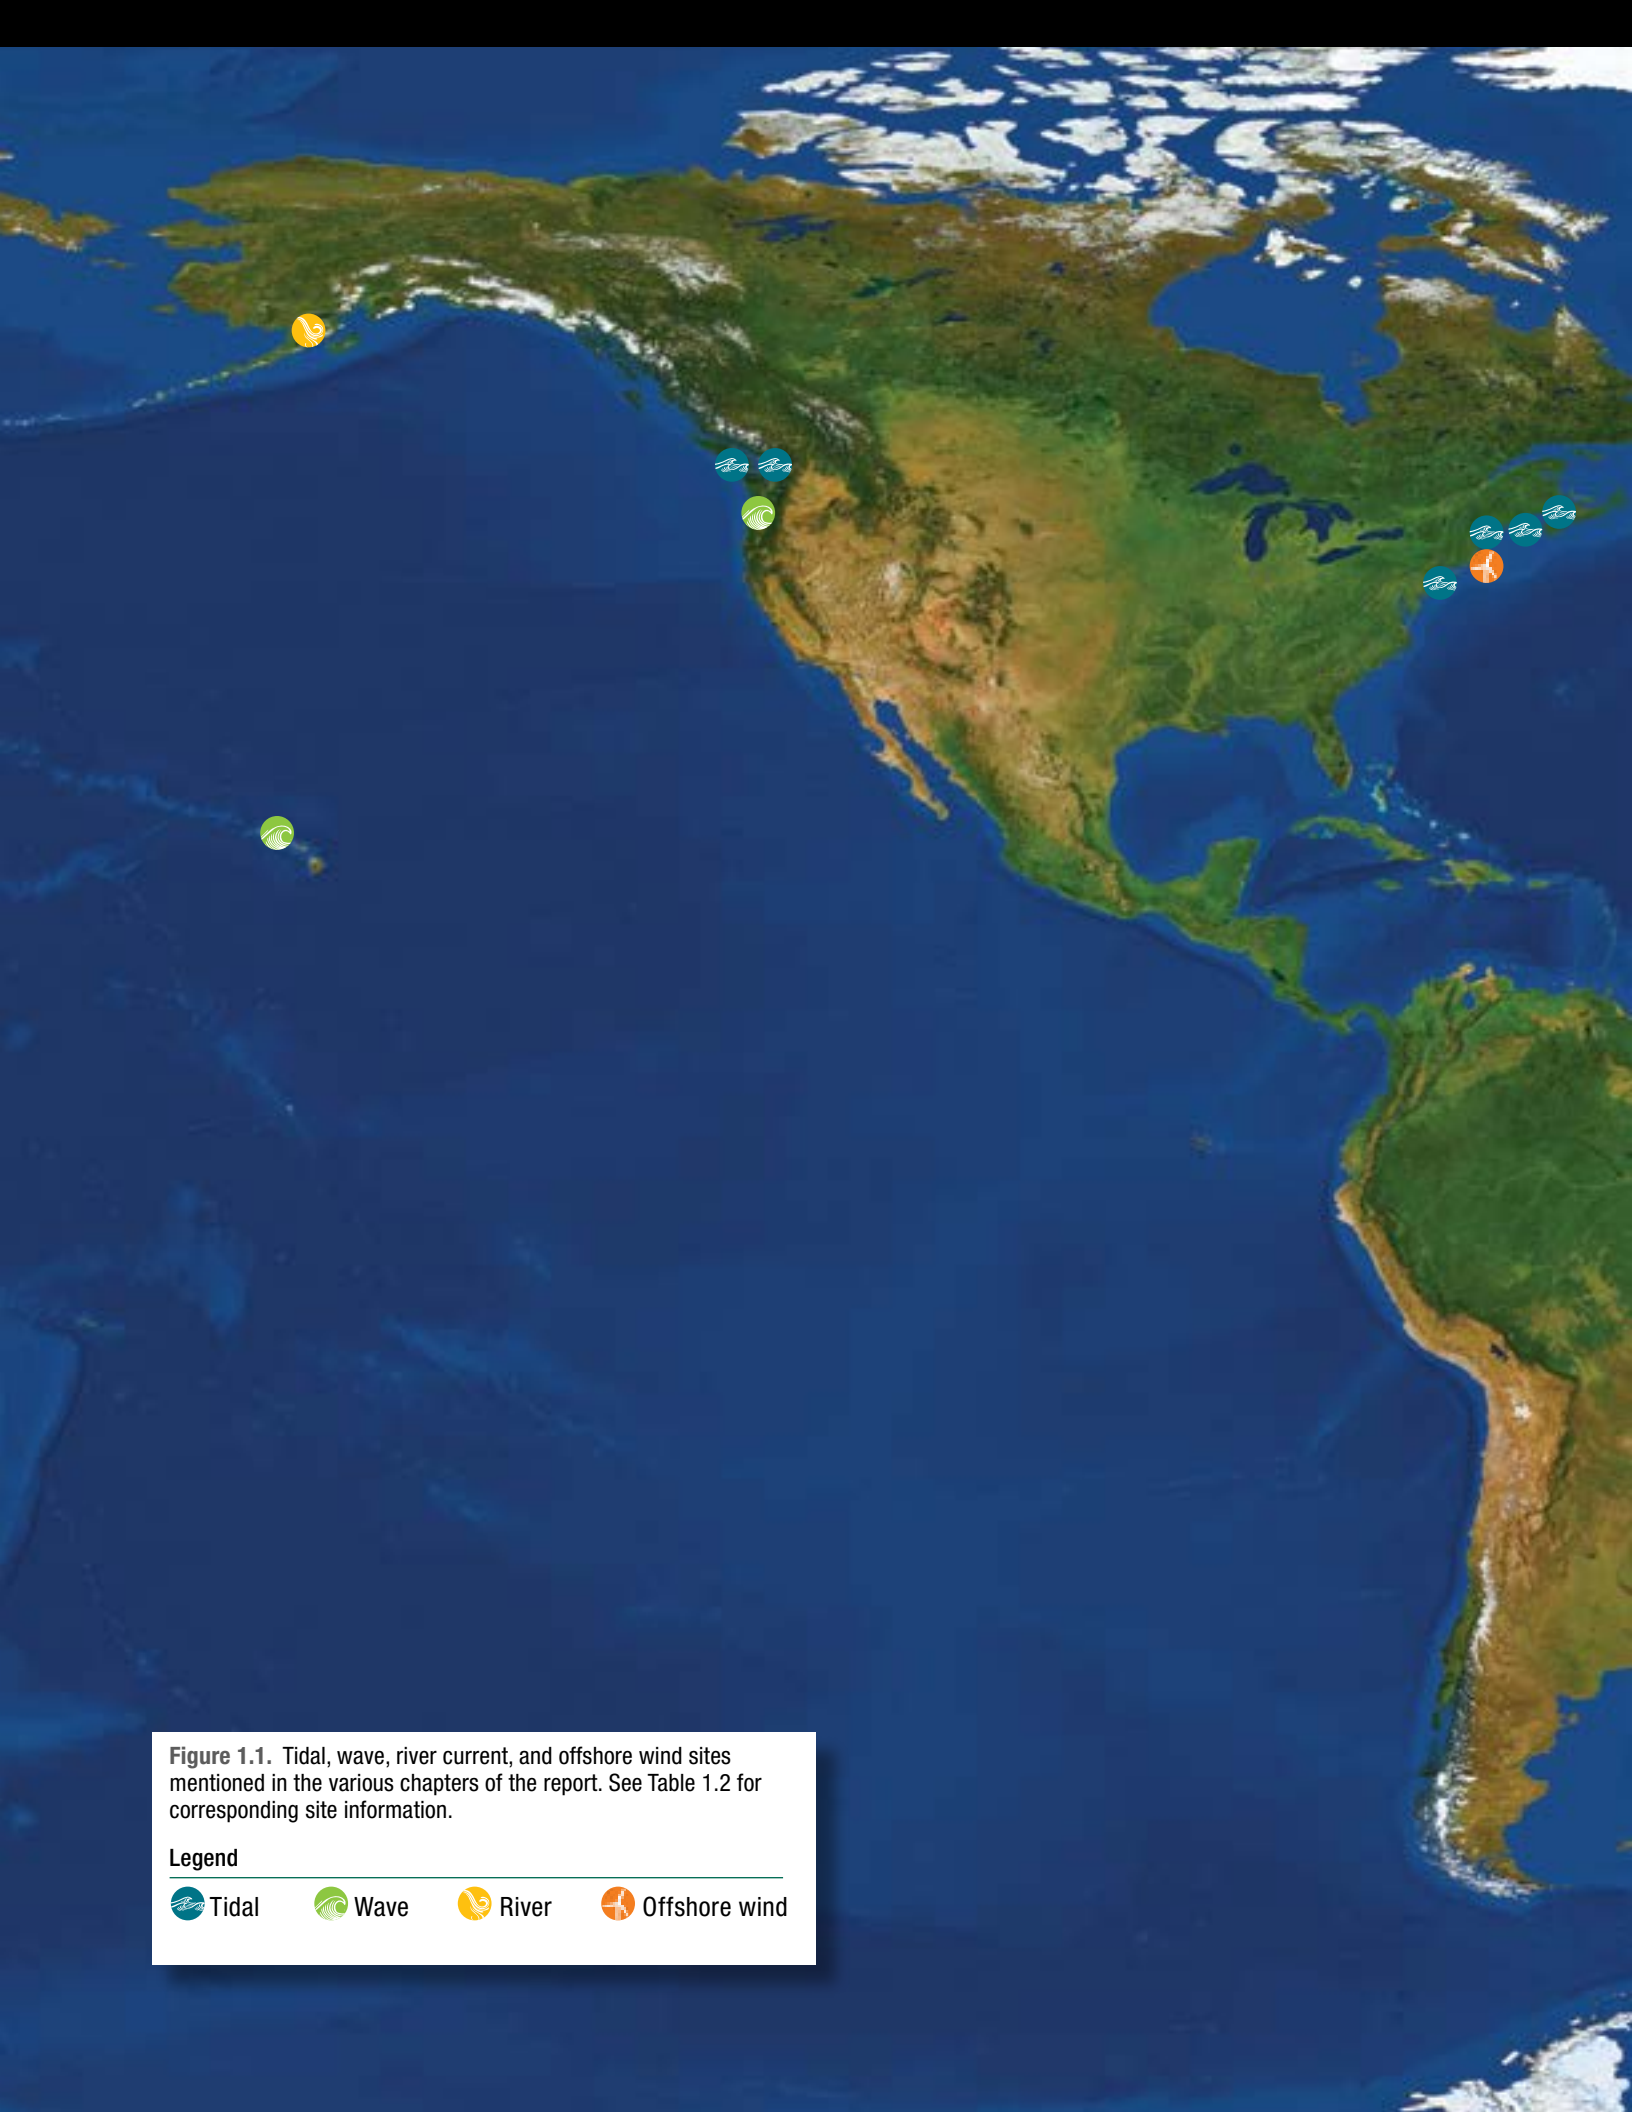 Figure 1.1. Tidal, wave, river current, and offshore wind sites
mentioned in the various chapters of the report. See Table 1.2 for
corresponding site information.
Legend
Tidal Wave River Offshore wind